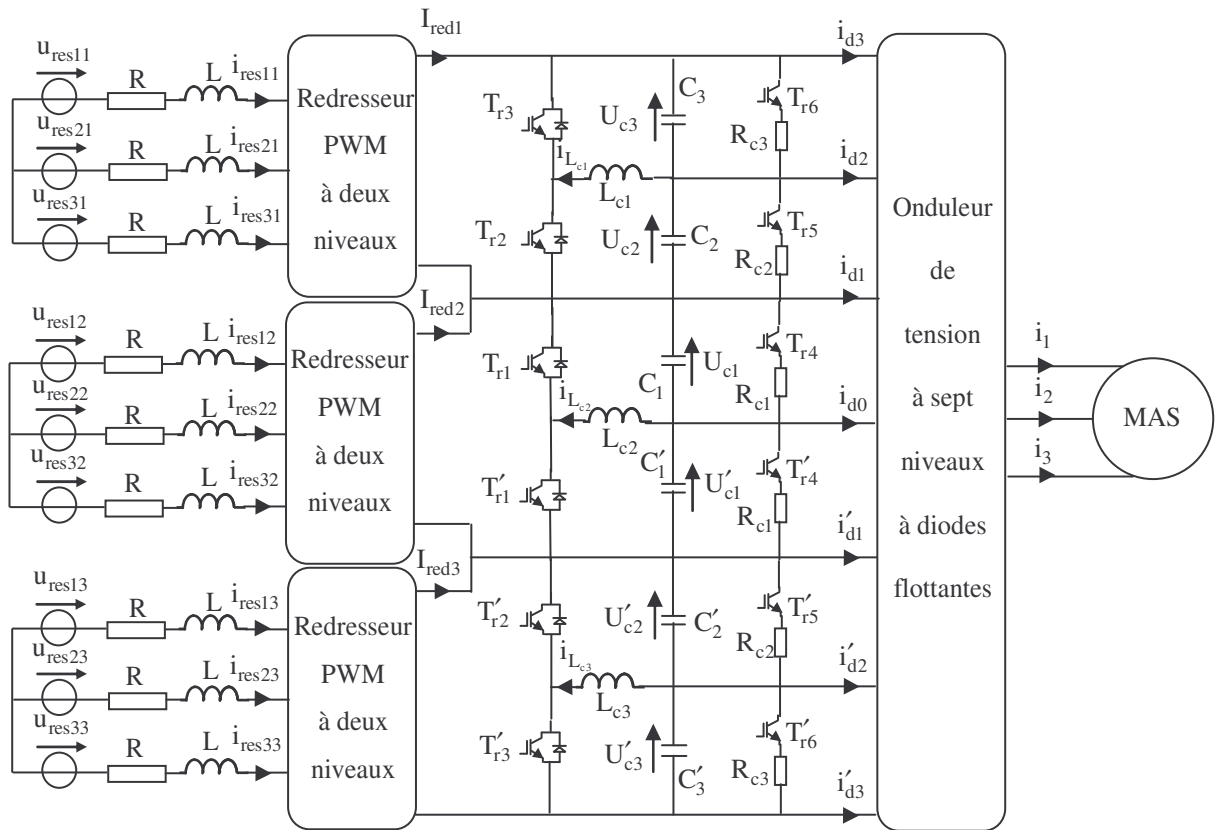 I_red1
i_d3
u_res11
R
L
i_res11
T_r3
U_c3
C_3
T_r6
R_c3
Redresseur
PWM
à deux
niveaux
u_res21
R
L
i_res21
i_Lc1
L_c1
i_d2
u_res31
R
L
i_res31
T_r2
U_c2
C_2
T_r5
R_c2
I_red2
i_d1
u_res12
R
L
i_res12
T_r1
C_1
U_c1
T_r4
R_c1
Redresseur
PWM
à deux
niveaux
u_res22
R
L
i_res22
i_Lc2
L_c2
i_d0
u_res32
R
L
i_res32
T'_r1
C'_1
U'_c1
T'_r4
R_c1
I_red3
i'_d1
u_res13
R
L
i_res13
T'_r2
U'_c2
C'_2
T'_r5
R_c2
Redresseur
PWM
à deux
niveaux
u_res23
R
L
i_res23
i_Lc3
L_c3
i'_d2
u_res33
R
L
i_res33
T'_r3
U'_c3
C'_3
T'_r6
R_c3
i'_d3
Onduleur
de
tension
à sept
niveaux
à diodes
flottantes
i_1
i_2
i_3
MAS